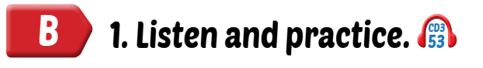 B 1. Listen and practice. CD3 53